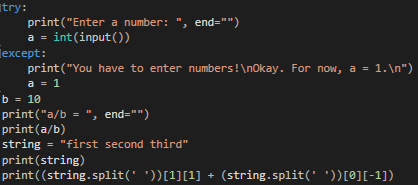 try:
    print("Enter a number: ", end="")
    a = int(input())
except:
    print("You have to enter numbers!\nOkay. For now, a = 1.\n")
    a = 1
b = 10
print("a/b = ", end="")
print(a/b)
string = "first second third"
print(string)
print((string.split(' '))[1][1] + (string.split(' '))[0][-1])